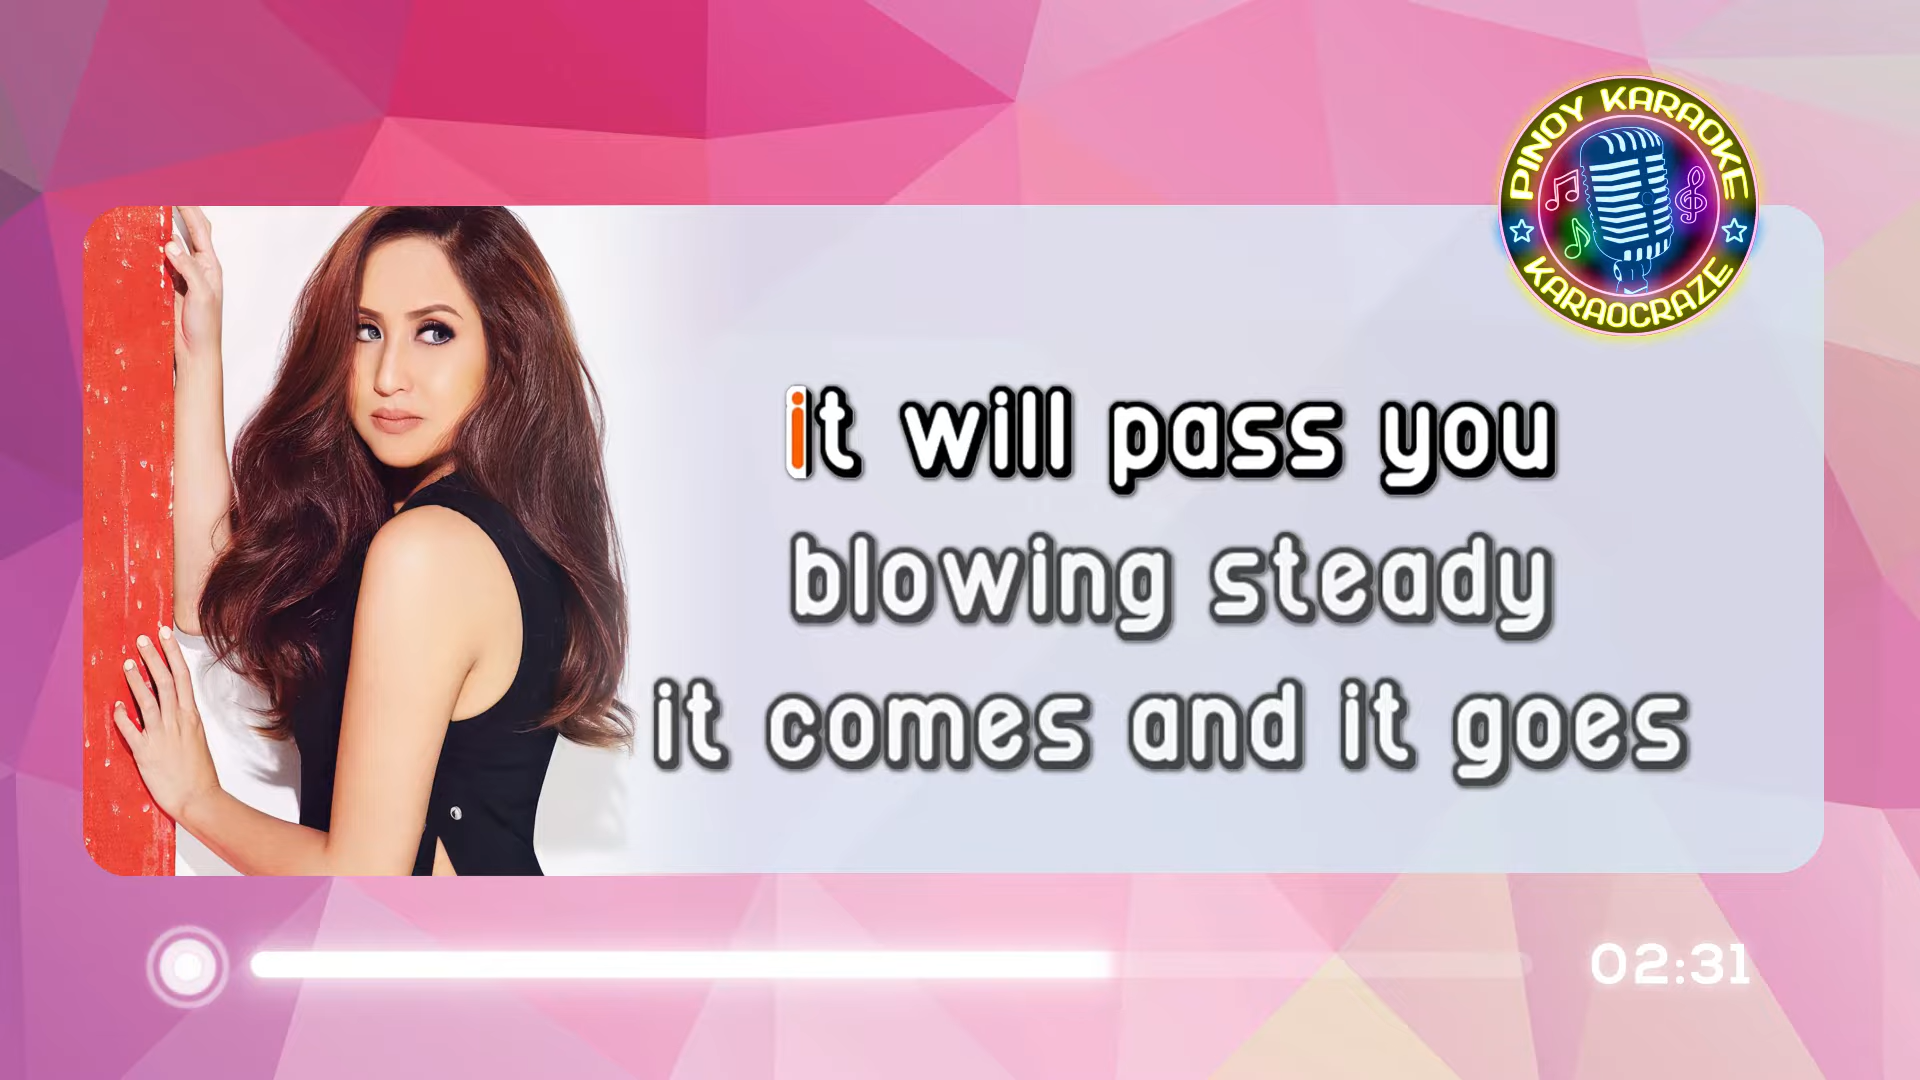 PINOY KARAOKE
KARAOCRAZE
it will pass you
blowing steady
it comes and it goes
02:31